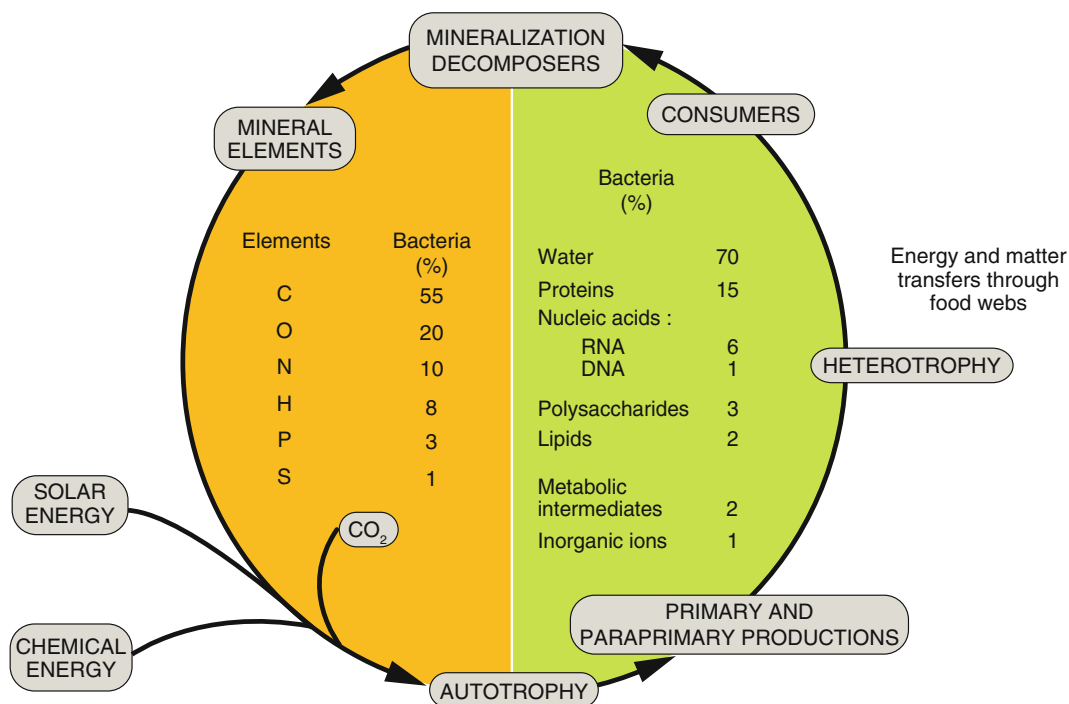 MINERALIZATION
DECOMPOSERS
MINERAL
ELEMENTS
CONSUMERS
Bacteria
(%)
Elements Bacteria
(%)
C 55
O 20
N 10
H 8
P 3
S 1
Water 70
Proteins 15
Nucleic acids :
RNA 6
DNA 1
Polysaccharides 3
Lipids 2
Metabolic
intermediates 2
Inorganic ions 1
Energy and matter
transfers through
food webs
HETEROTROPHY
SOLAR
ENERGY
CO₂
CHEMICAL
ENERGY
PRIMARY AND
PARAPRIMARY PRODUCTIONS
AUTOTROPHY